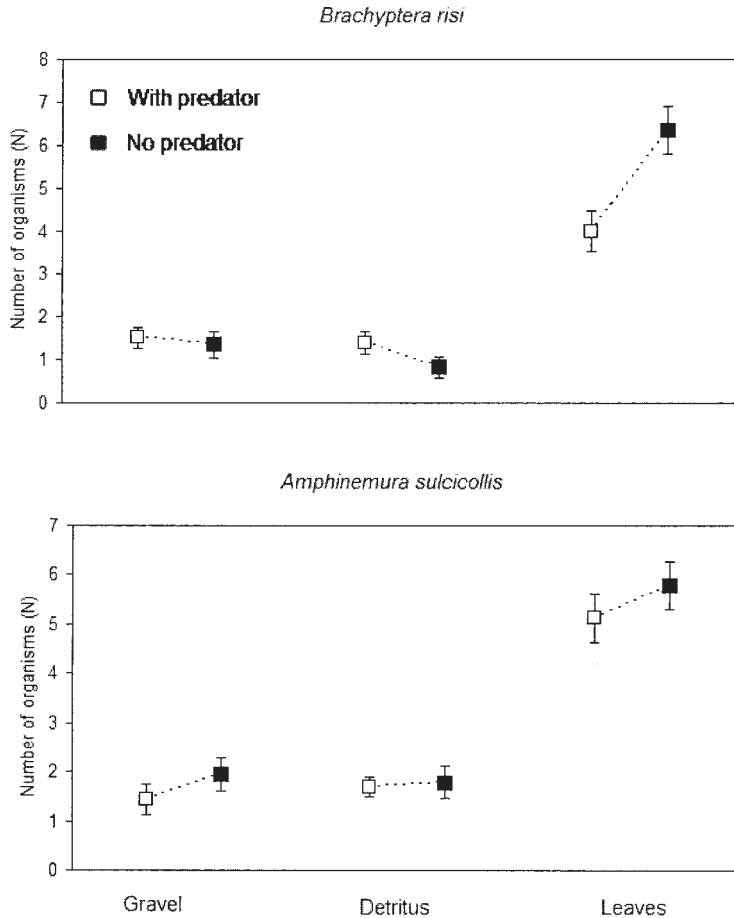 Brachyptera risi
8
7
6
5
4
3
2
1
0
Number of organisms (N)
With predator
No predator
Amphinemura sulcicollis
7
6
5
4
3
2
1
0
Number of organisms (N)
Gravel Detritus Leaves